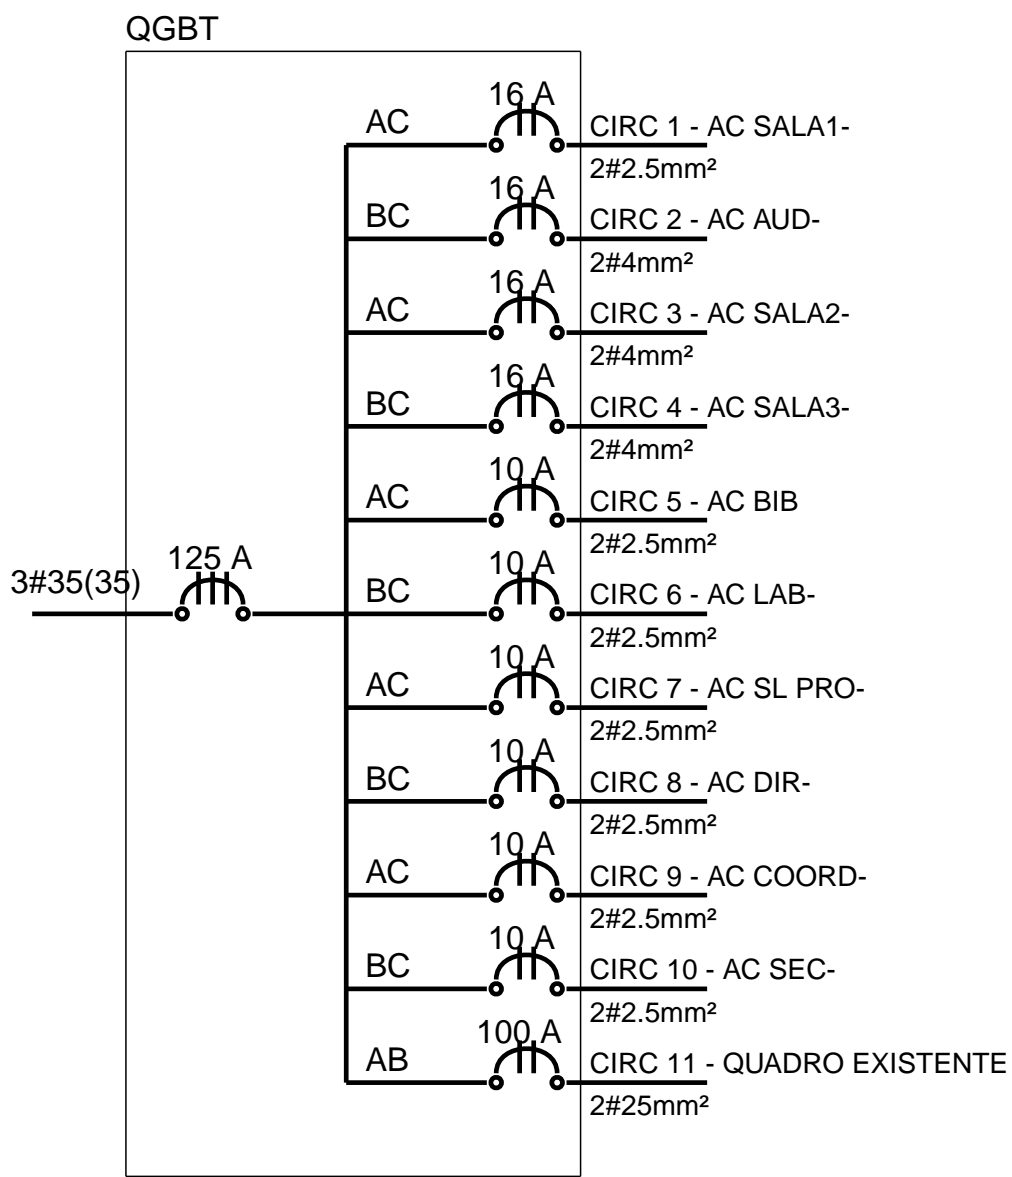 QGBT
16 A
AC
CIRC 1 - AC SALA1-
2#2.5mm²
16 A
BC
CIRC 2 - AC AUD-
2#4mm²
16 A
AC
CIRC 3 - AC SALA2-
2#4mm²
16 A
BC
CIRC 4 - AC SALA3-
2#4mm²
10 A
AC
CIRC 5 - AC BIB
2#2.5mm²
125 A
3#35(35)
10 A
BC
CIRC 6 - AC LAB-
2#2.5mm²
10 A
AC
CIRC 7 - AC SL PRO-
2#2.5mm²
10 A
BC
CIRC 8 - AC DIR-
2#2.5mm²
10 A
AC
CIRC 9 - AC COORD-
2#2.5mm²
10 A
BC
CIRC 10 - AC SEC-
2#2.5mm²
100 A
AB
CIRC 11 - QUADRO EXISTENTE
2#25mm²